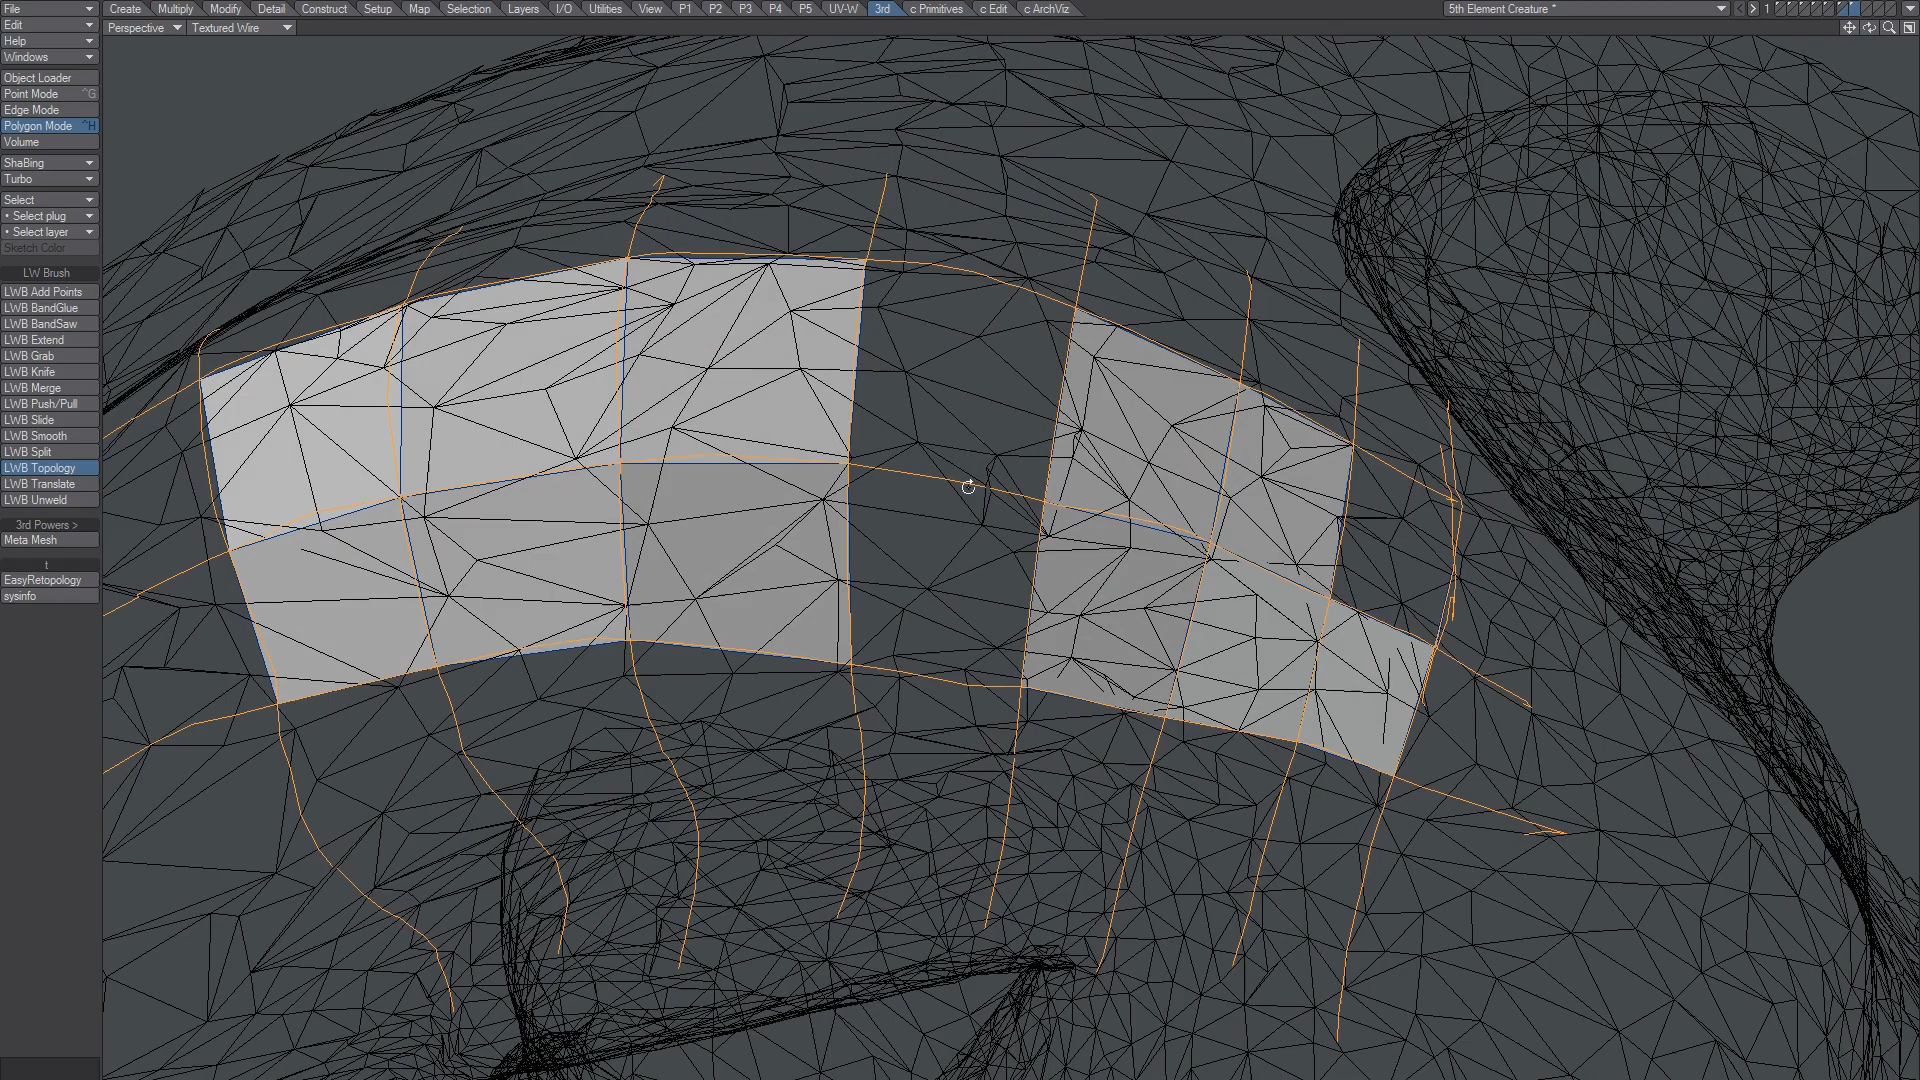 File Create Multiply Modify Detail Construct Setup Map Selection Layers I/O Utilities View P1 P2 P3 P4 P5 UV-W 3rd c Primitives c Edit c ArchViz 5th Element Creature * < > 1
Edit Perspective Textured Wire
Help
Windows
Object Loader
Point Mode ^G
Edge Mode
Polygon Mode ^H
Volume
ShaBing
Turbo
Select
• Select plug
• Select layer
Sketch Color
LW Brush
LWB Add Points
LWB BandGlue
LWB BandSaw
LWB Extend
LWB Grab
LWB Knife
LWB Merge
LWB Push/Pull
LWB Slide
LWB Smooth
LWB Split
LWB Topology
LWB Translate
LWB Unweld
3rd Powers >
Meta Mesh
t
EasyRetopology
sysinfo